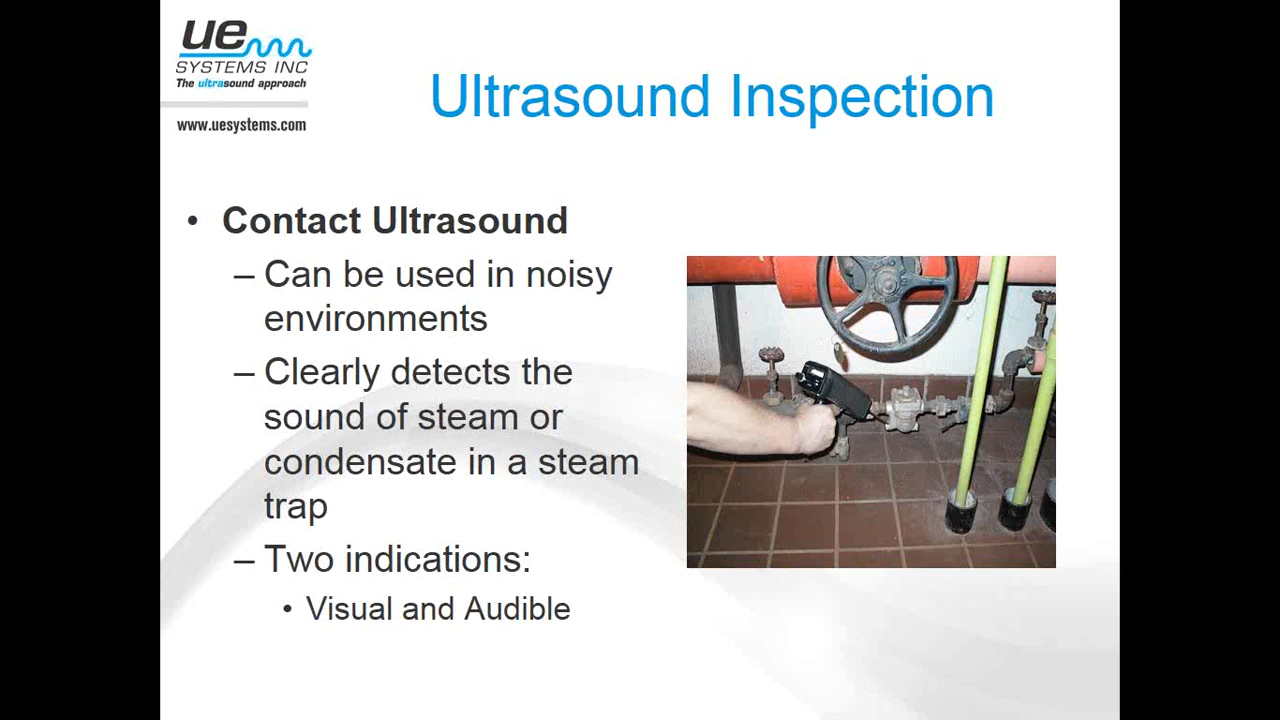 ue
SYSTEMS INC
The ultrasound approach
www.uesystems.com
Ultrasound Inspection
• Contact Ultrasound
– Can be used in noisy
environments
– Clearly detects the
sound of steam or
condensate in a steam
trap
– Two indications:
• Visual and Audible